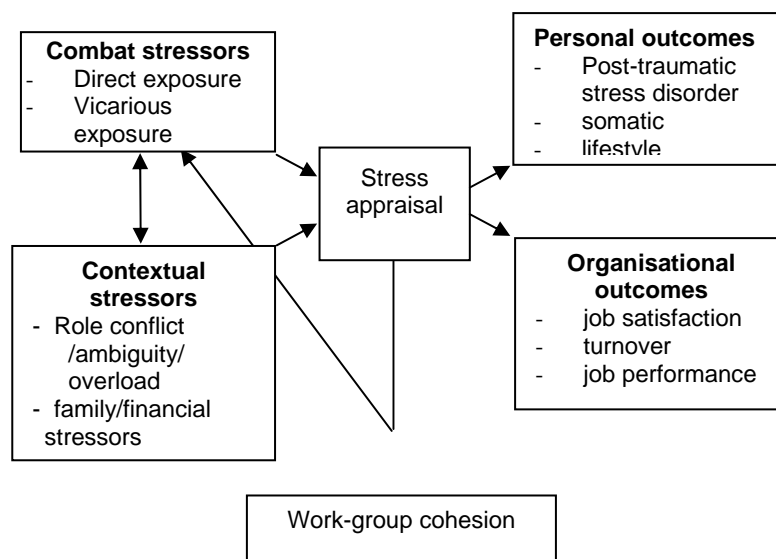 Combat stressors
- Direct exposure
- Vicarious
exposure
Contextual
stressors
- Role conflict
/ambiguity/
overload
- family/financial
stressors
Stress
appraisal
Personal outcomes
- Post-traumatic
stress disorder
- somatic
- lifestyle
Organisational
outcomes
- job satisfaction
- turnover
- job performance
Work-group cohesion